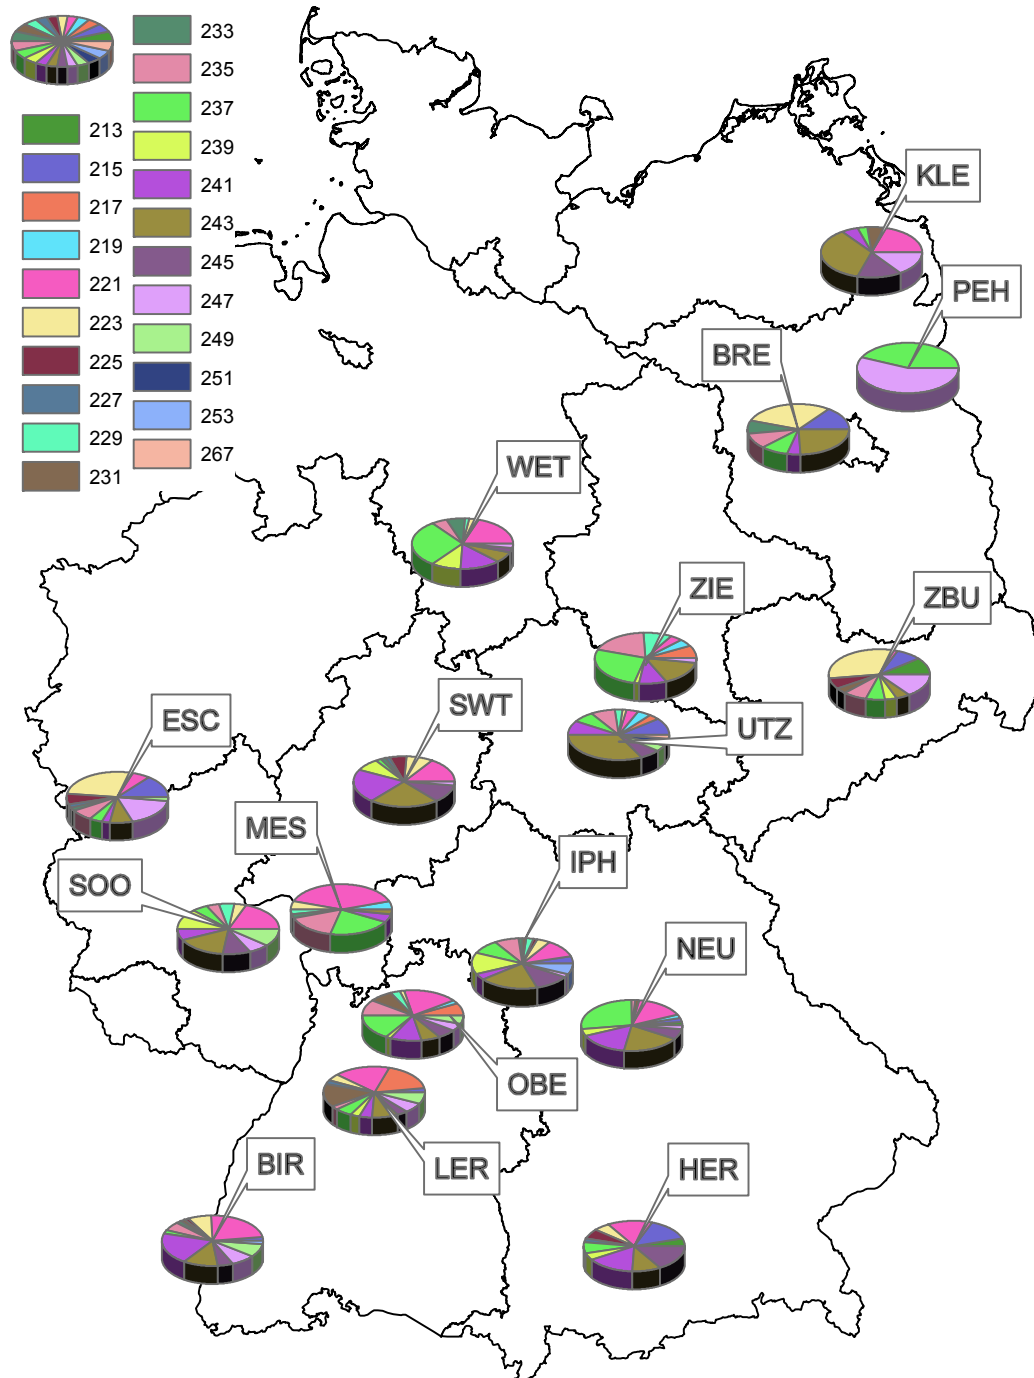 213
215
217
219
221
223
225
227
229
231
233
235
237
239
241
243
245
247
249
251
253
267
KLE
PEH
BRE
WET
ZIE
ZBU
SWT
ESC
UTZ
MES
IPH
SOO
NEU
OBE
LER
BIR
HER